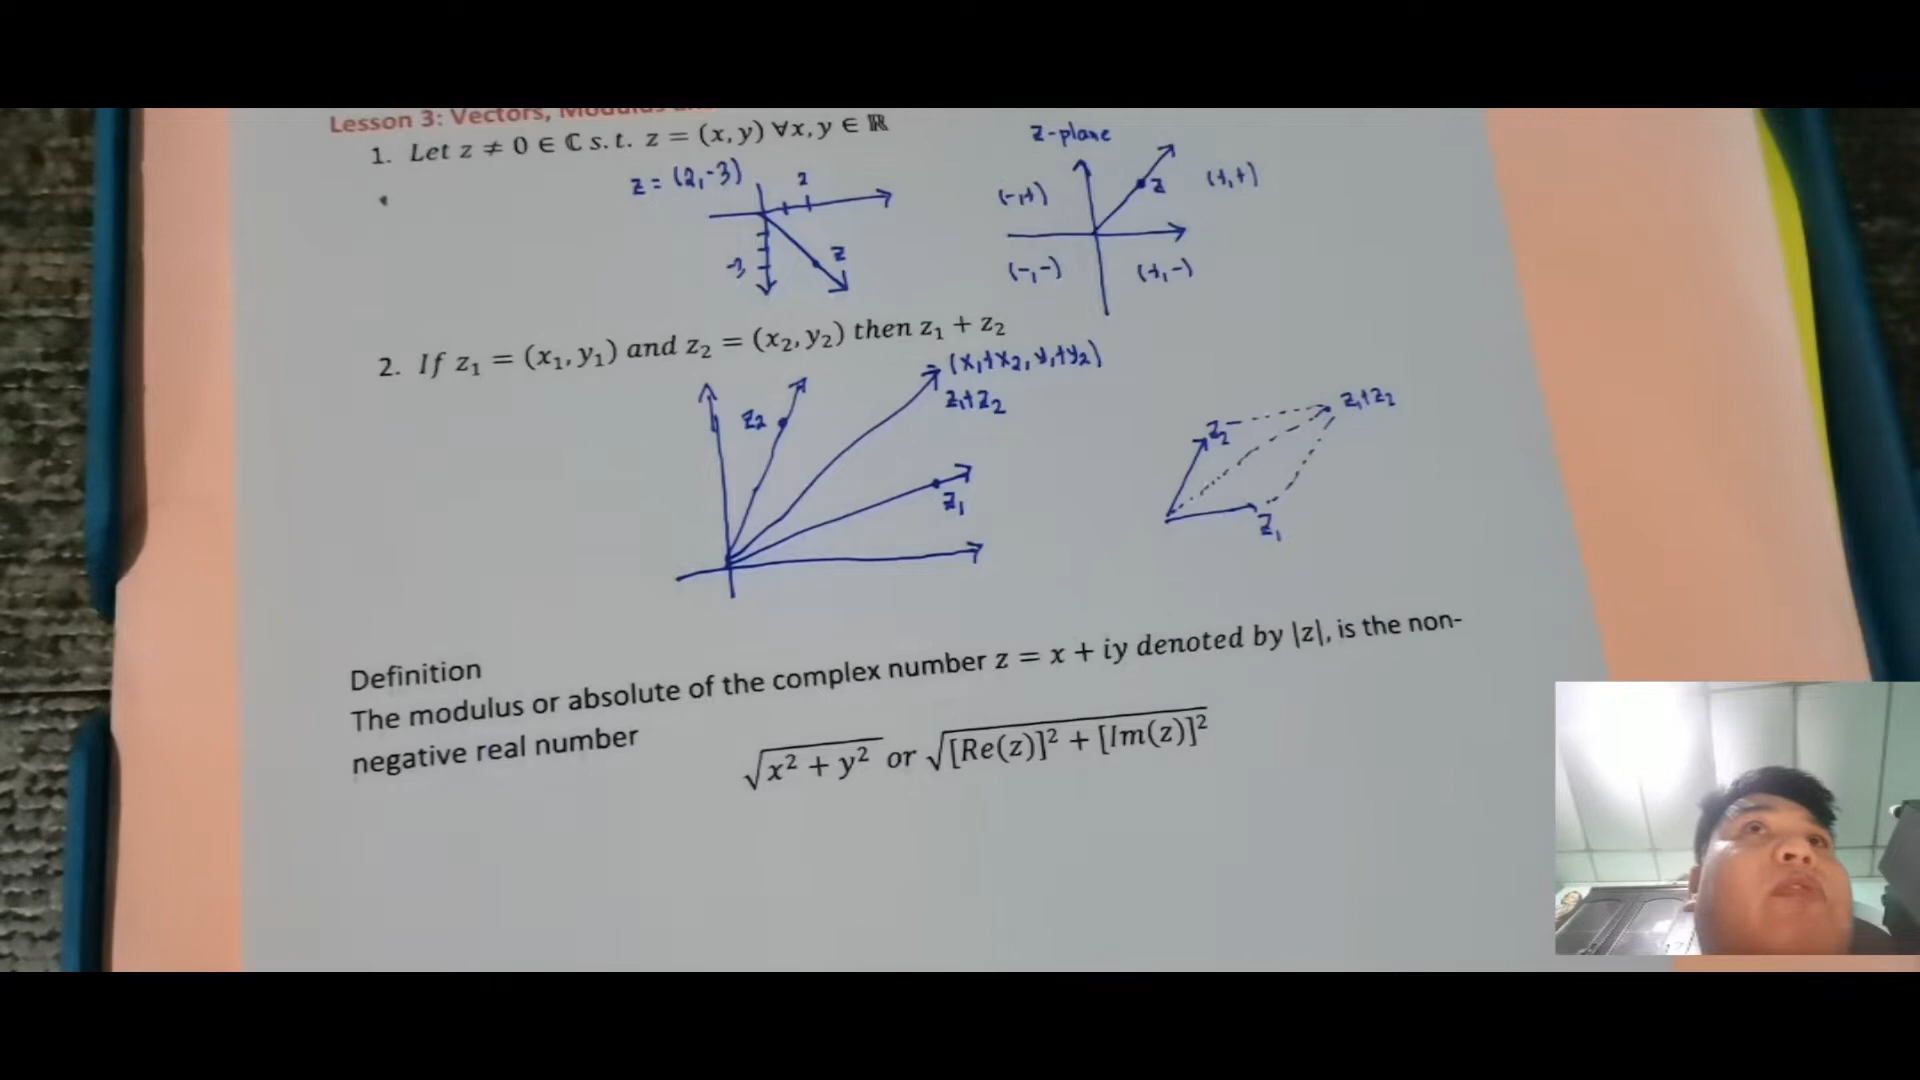 Lesson 3: Vectors, Modulus
1. Let z ≠ 0 ∈ ℂ s.t. z = (x, y) ∀x, y ∈ ℝ
z = (2,-3)
2
-3
z
z-plane
(-,+)
z
(+,+)
(-,-)
(+,-)
2. If z₁ = (x₁, y₁) and z₂ = (x₂, y₂) then z₁ + z₂
(x₁+x₂, y₁+y₂)
z₁+z₂
z₂
z₁
z₂
z₁+z₂
z₁
Definition
The modulus or absolute of the complex number z = x + iy denoted by |z|, is the non-
negative real number
√x² + y² or √[Re(z)]² + [Im(z)]²